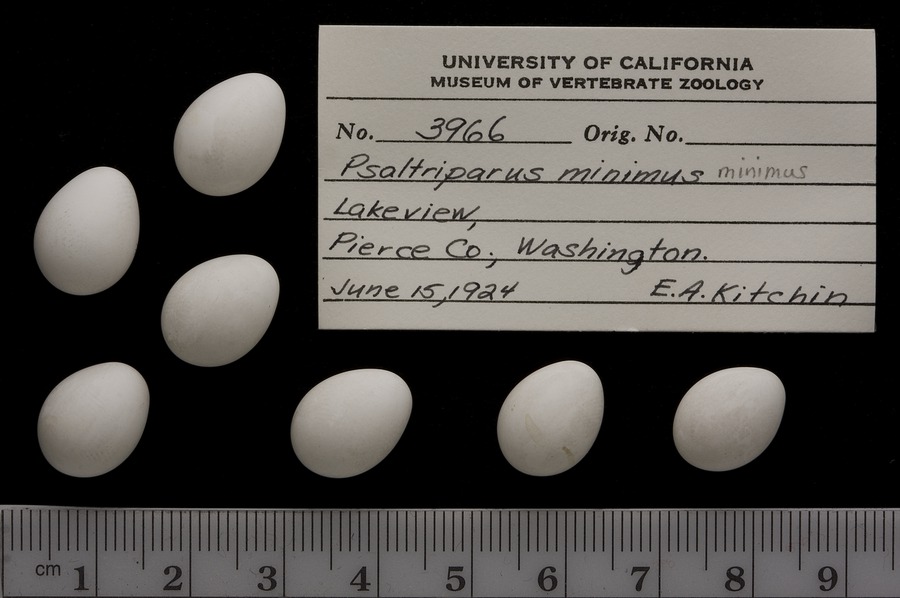 UNIVERSITY OF CALIFORNIA
MUSEUM OF VERTEBRATE ZOOLOGY
No. 3966 Orig. No.
Psaltriparus minimus minimus
Lakeview,
Pierce Co., Washington.
June 15, 1924 E.A. Kitchin
cm 1 2 3 4 5 6 7 8 9